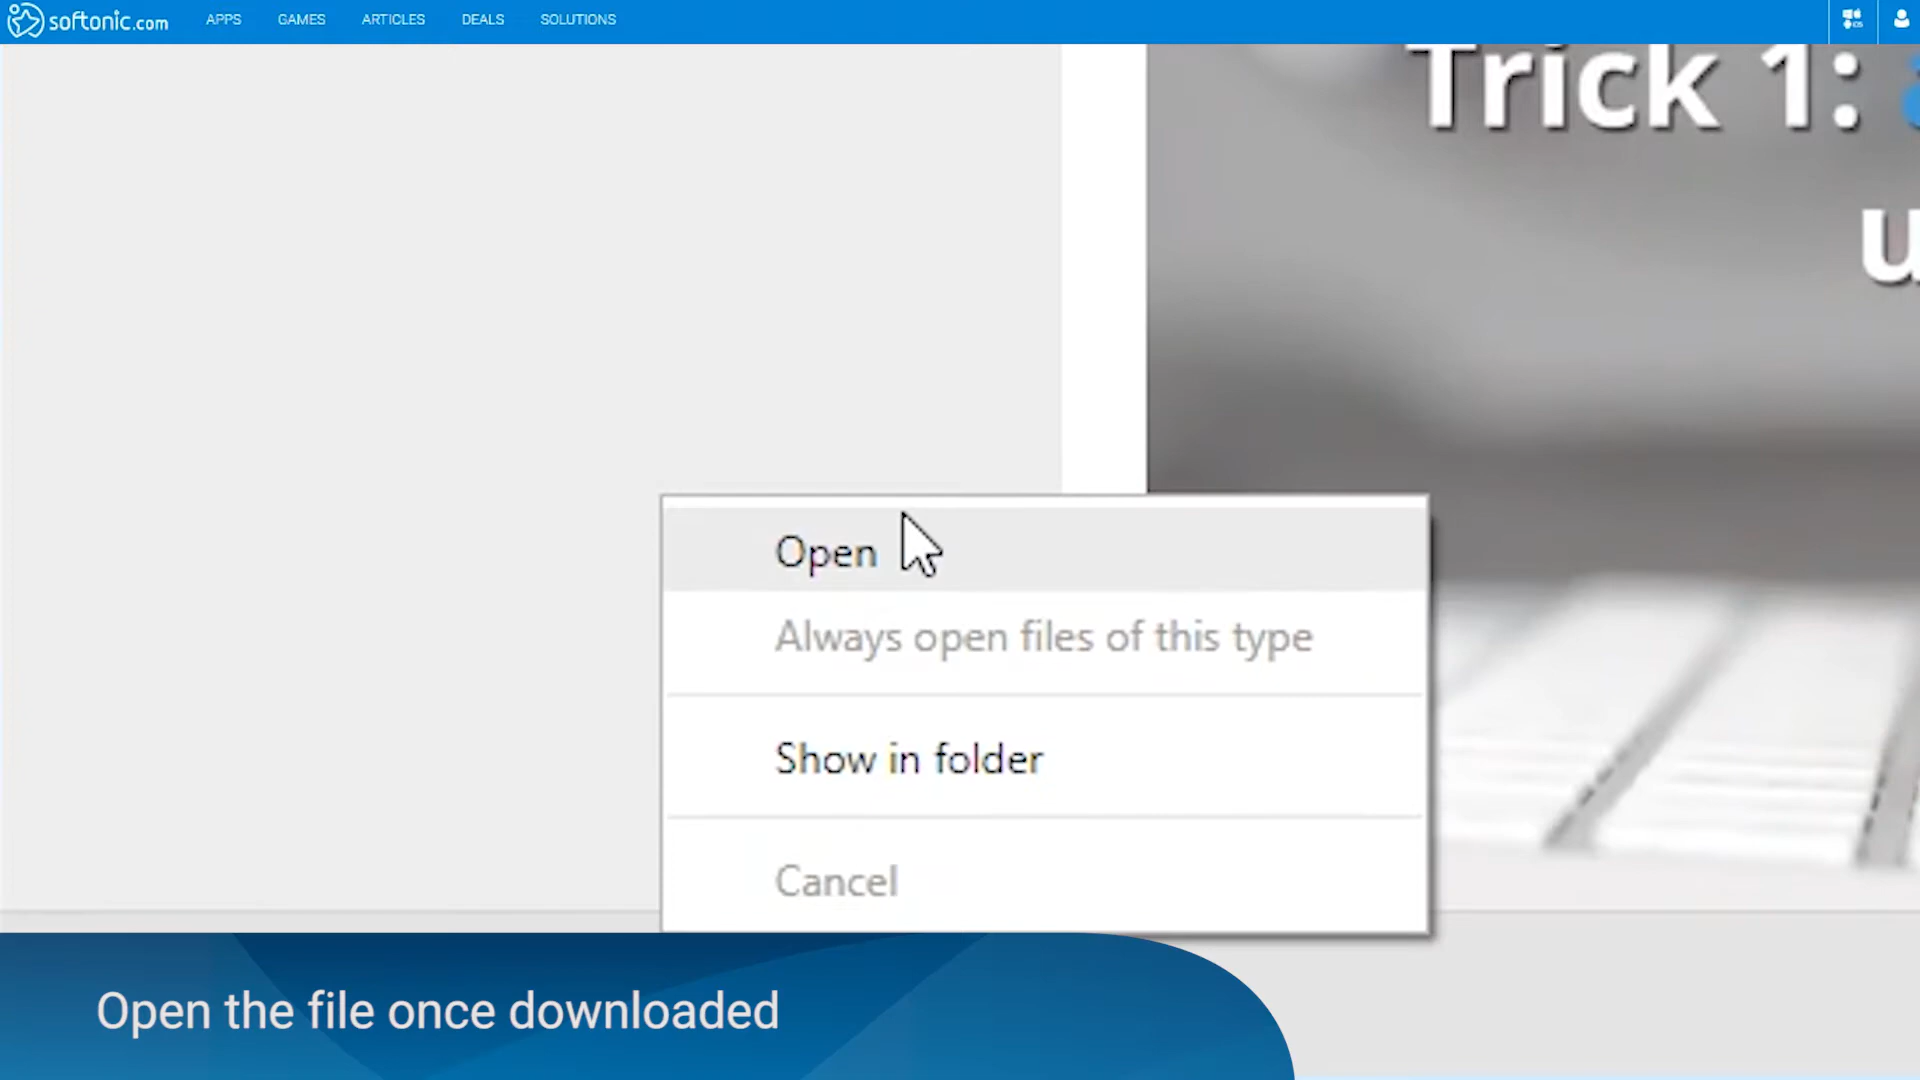 softonic.com
APPS
GAMES
ARTICLES
DEALS
SOLUTIONS
iOS
Trick 1:
Open
Always open files of this type
Show in folder
Cancel
Open the file once downloaded